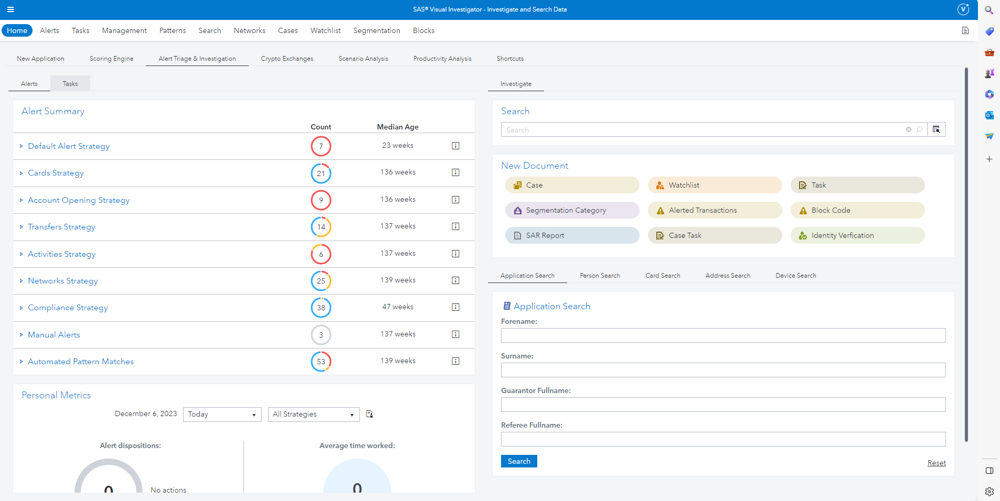 SAS® Visual Investigator - Investigate and Search Data
V
Home Alerts Tasks Management Patterns Search Networks Cases Watchlist Segmentation Blocks
New Application Scoring Engine Alert Triage & Investigation Crypto Exchanges Scenario Analysis Productivity Analysis Shortcuts
Alerts Tasks
Alert Summary
Count Median Age
Default Alert Strategy 7 23 weeks
Cards Strategy 21 136 weeks
Account Opening Strategy 9 136 weeks
Transfers Strategy 14 137 weeks
Activities Strategy 6 137 weeks
Networks Strategy 25 139 weeks
Compliance Strategy 38 47 weeks
Manual Alerts 3 137 weeks
Automated Pattern Matches 53 139 weeks
Personal Metrics
December 6, 2023 Today All Strategies
Alert dispositions: Average time worked:
0 No actions 0
Investigate
Search
Search
New Document
Case Watchlist Task
Segmentation Category Alerted Transactions Block Code
SAR Report Case Task Identity Verfication
Application Search Person Search Card Search Address Search Device Search
Application Search
Forename:
Surname:
Guarantor Fullname:
Referee Fullname:
Search Reset